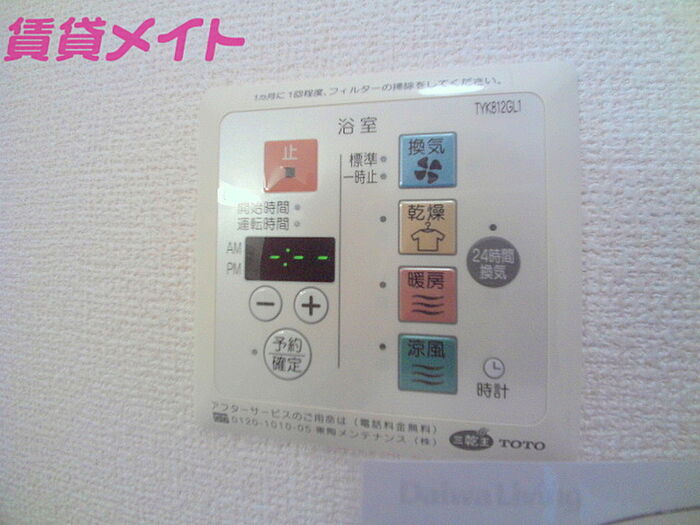 賃貸メイト
1ヵ月に1回程度、フィルターの掃除をしてください。
TYK812GL1
浴室
止
換気
標準
一時止
開始時間
運転時間
乾燥
AM
PM
-:--
24時間
換気
暖房
予約
確定
涼風
時計
アフターサービスのご用命は(電話料金無料)
0120-1010-05 東陶メンテナンス(株)
三乾王 TOTO
Daiwa Living